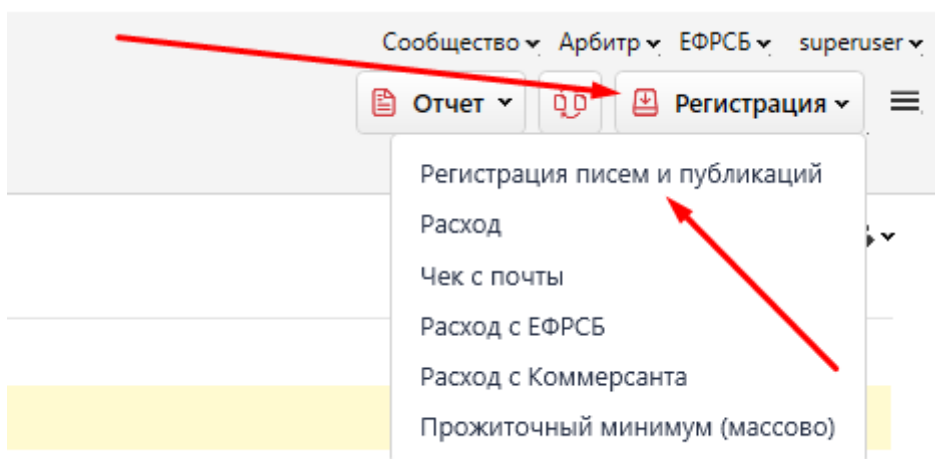 Сообщество Арбитр ЕФРСБ superuser
Отчет Регистрация
Регистрация писем и публикаций
Расход
Чек с почты
Расход с ЕФРСБ
Расход с Коммерсанта
Прожиточный минимум (массово)